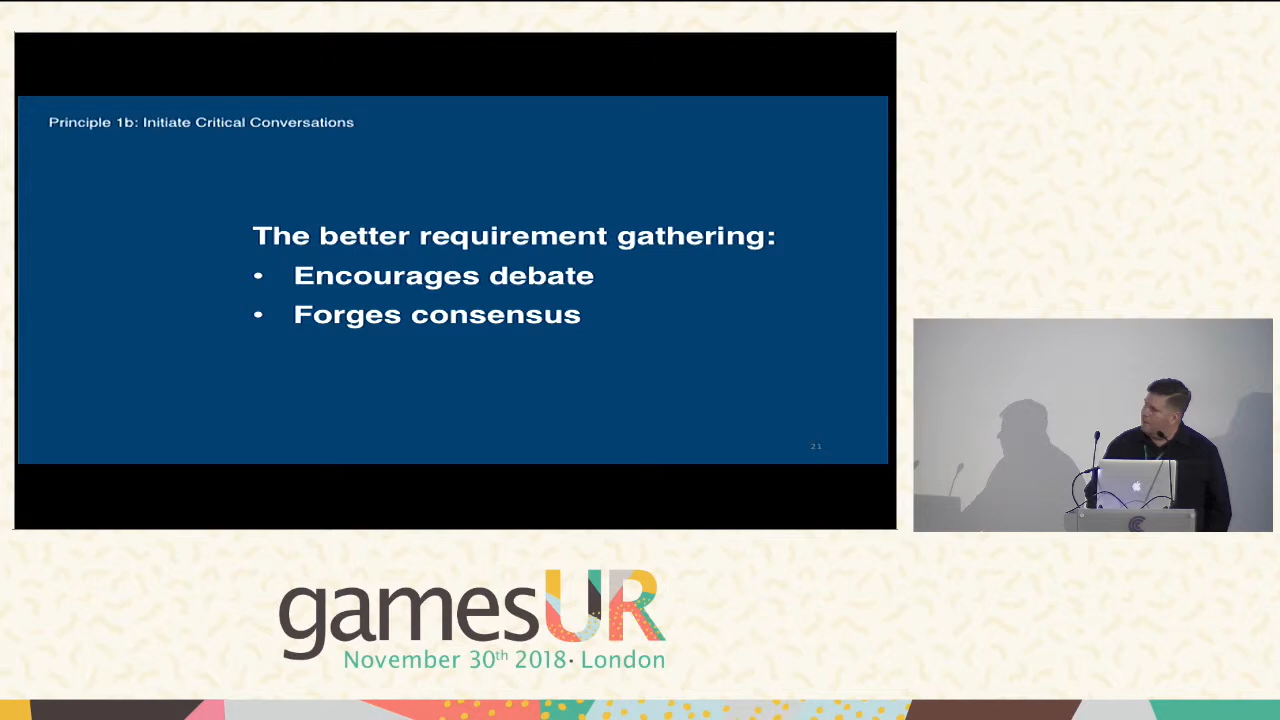 Principle 1b: Initiate Critical Conversations
The better requirement gathering:
• Encourages debate
• Forges consensus
21
gamesUR
November 30th 2018 · London